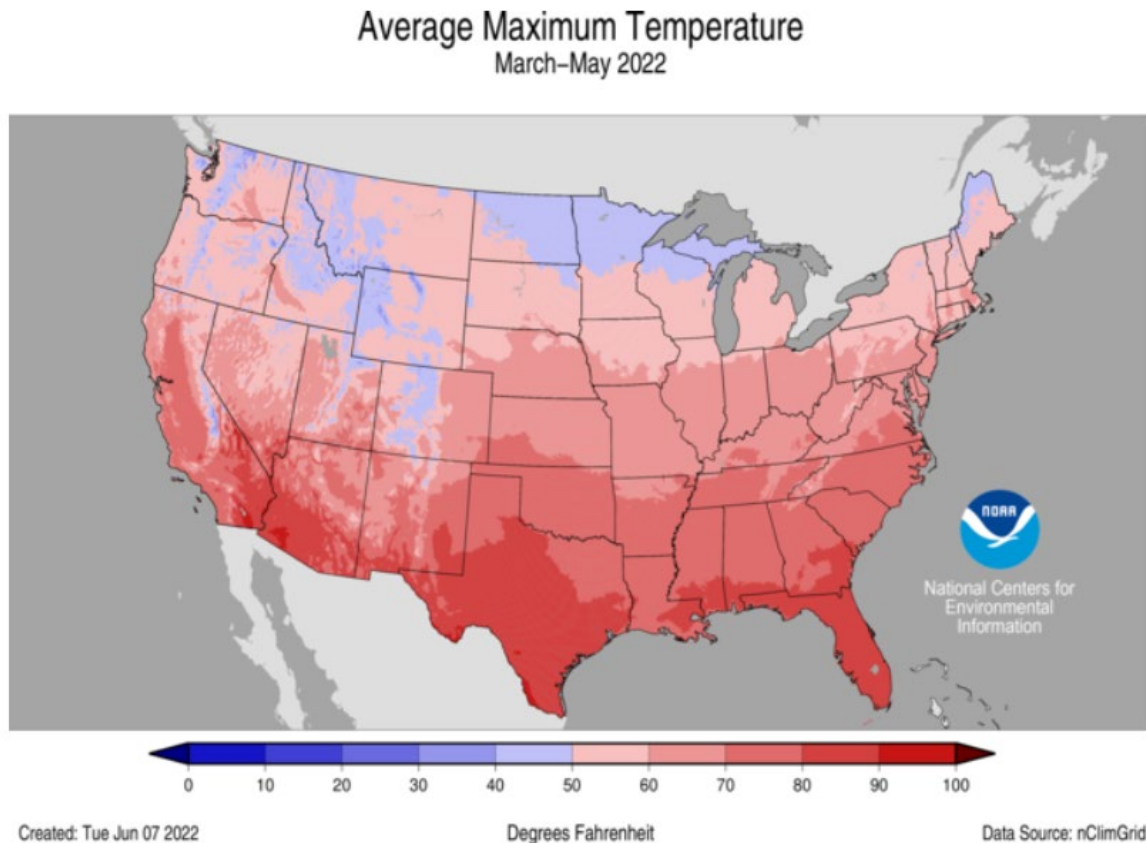 Average Maximum Temperature
March–May 2022
NOAA
National Centers for
Environmental
Information
0 10 20 30 40 50 60 70 80 90 100
Created: Tue Jun 07 2022 Degrees Fahrenheit Data Source: nClimGrid